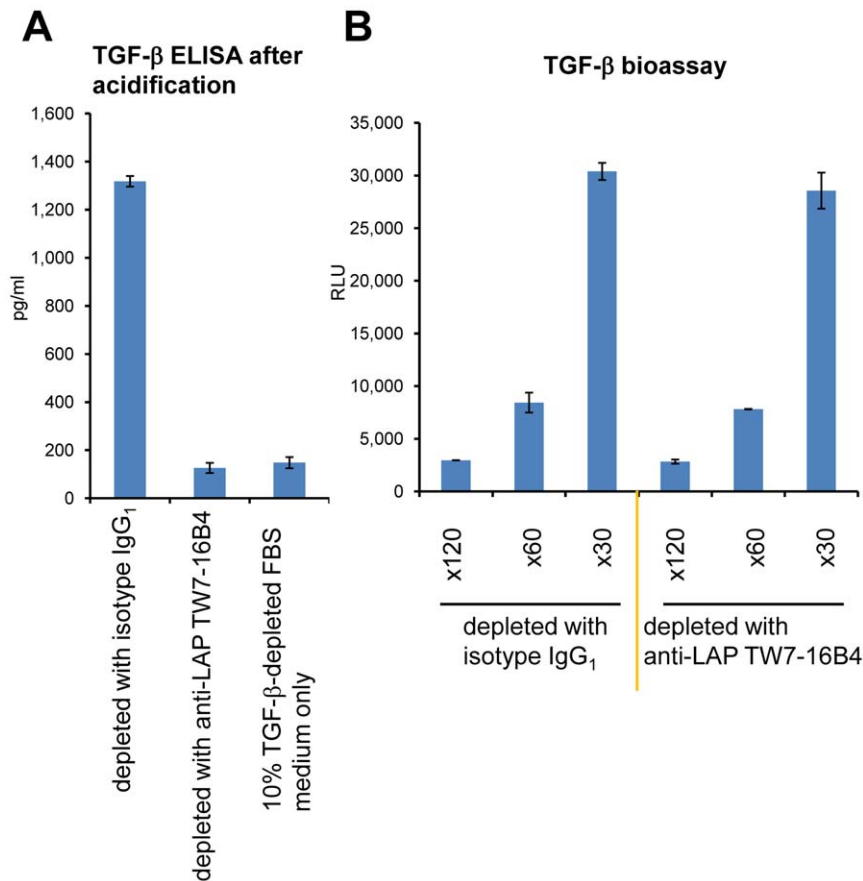 A
TGF-β ELISA after
acidification
1,600
1,400
1,200
1,000
800
600
400
200
0
pg/ml
depleted with isotype IgG₁
depleted with anti-LAP TW7-16B4
10% TGF-β-depleted FBS
medium only
B
TGF-β bioassay
35,000
30,000
25,000
20,000
15,000
10,000
5,000
0
RLU
x120
x60
x30
x120
x60
x30
depleted with
isotype IgG₁
depleted with
anti-LAP TW7-16B4